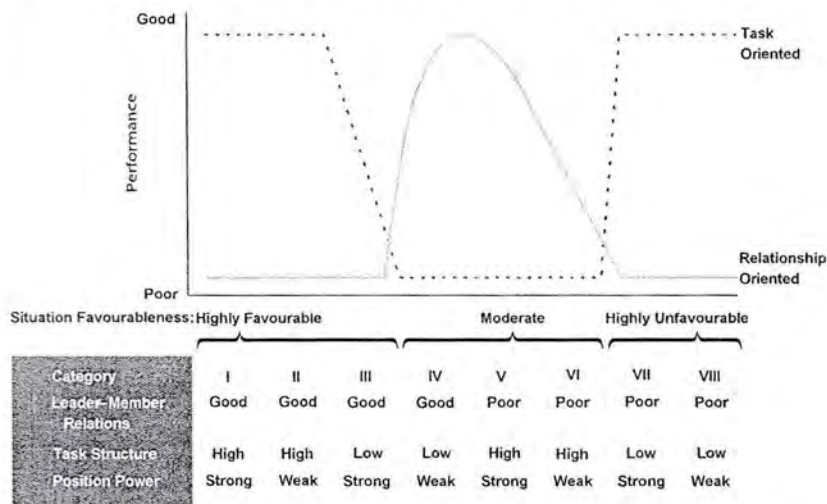 Good
Task
Oriented
Performance
Relationship
Oriented
Poor
Situation Favourableness: Highly Favourable Moderate Highly Unfavourable
Category I II III IV V VI VII VIII
Leader–Member Good Good Good Good Poor Poor Poor Poor
Relations
Task Structure High High Low Low High High Low Low
Position Power Strong Weak Strong Weak Strong Weak Strong Weak